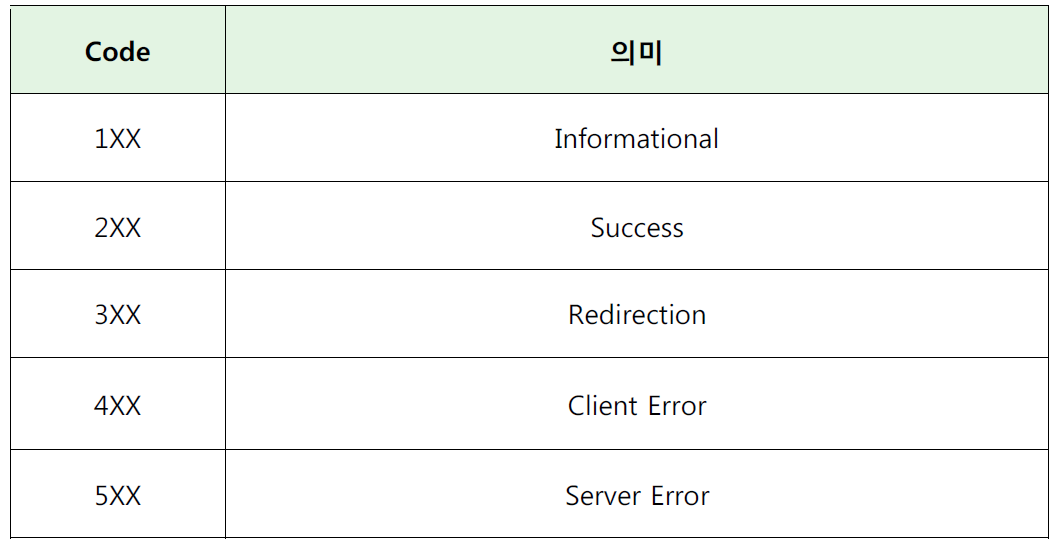 Code 의미
1XX Informational
2XX Success
3XX Redirection
4XX Client Error
5XX Server Error